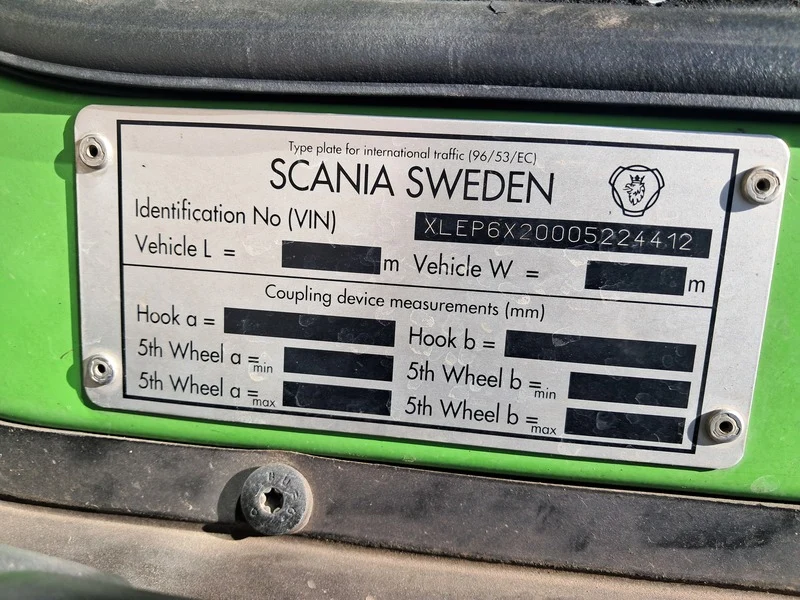 Type plate for international traffic (96/53/EC)
SCANIA SWEDEN
Identification No (VIN) XLEP6X20005224412
Vehicle L = m Vehicle W = m
Coupling device measurements (mm)
Hook a = Hook b =
5th Wheel a = min 5th Wheel b = min
5th Wheel a = max 5th Wheel b = max